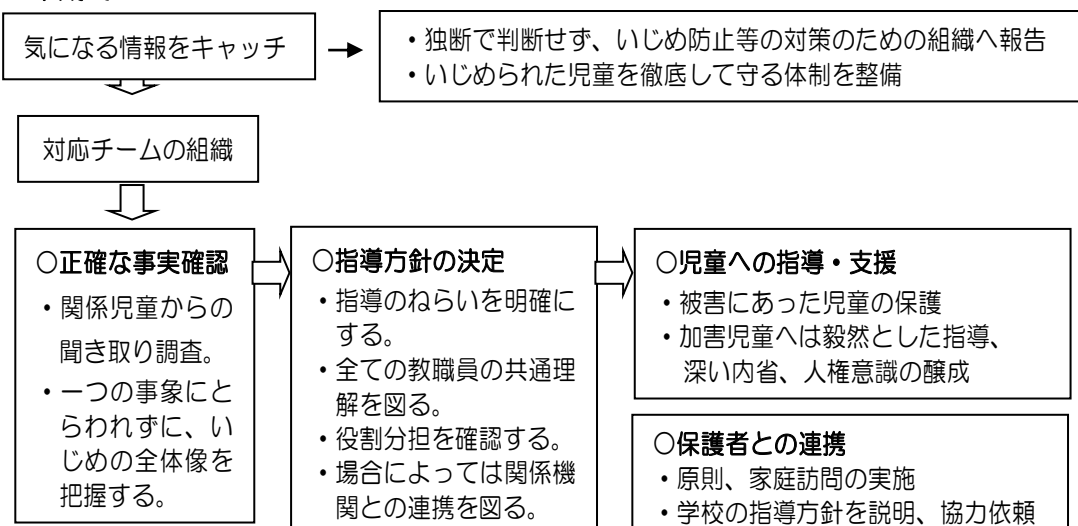 気になる情報をキャッチ
・独断で判断せず、いじめ防止等の対策のための組織へ報告
・いじめられた児童を徹底して守る体制を整備
対応チームの組織
○正確な事実確認
・関係児童からの
聞き取り調査。
・一つの事象にと
らわれずに、い
じめの全体像を
把握する。
○指導方針の決定
・指導のねらいを明確に
する。
・全ての教職員の共通理
解を図る。
・役割分担を確認する。
・場合によっては関係機
関との連携を図る。
○児童への指導・支援
・被害にあった児童の保護
・加害児童へは毅然とした指導、
深い内省、人権意識の醸成
○保護者との連携
・原則、家庭訪問の実施
・学校の指導方針を説明、協力依頼